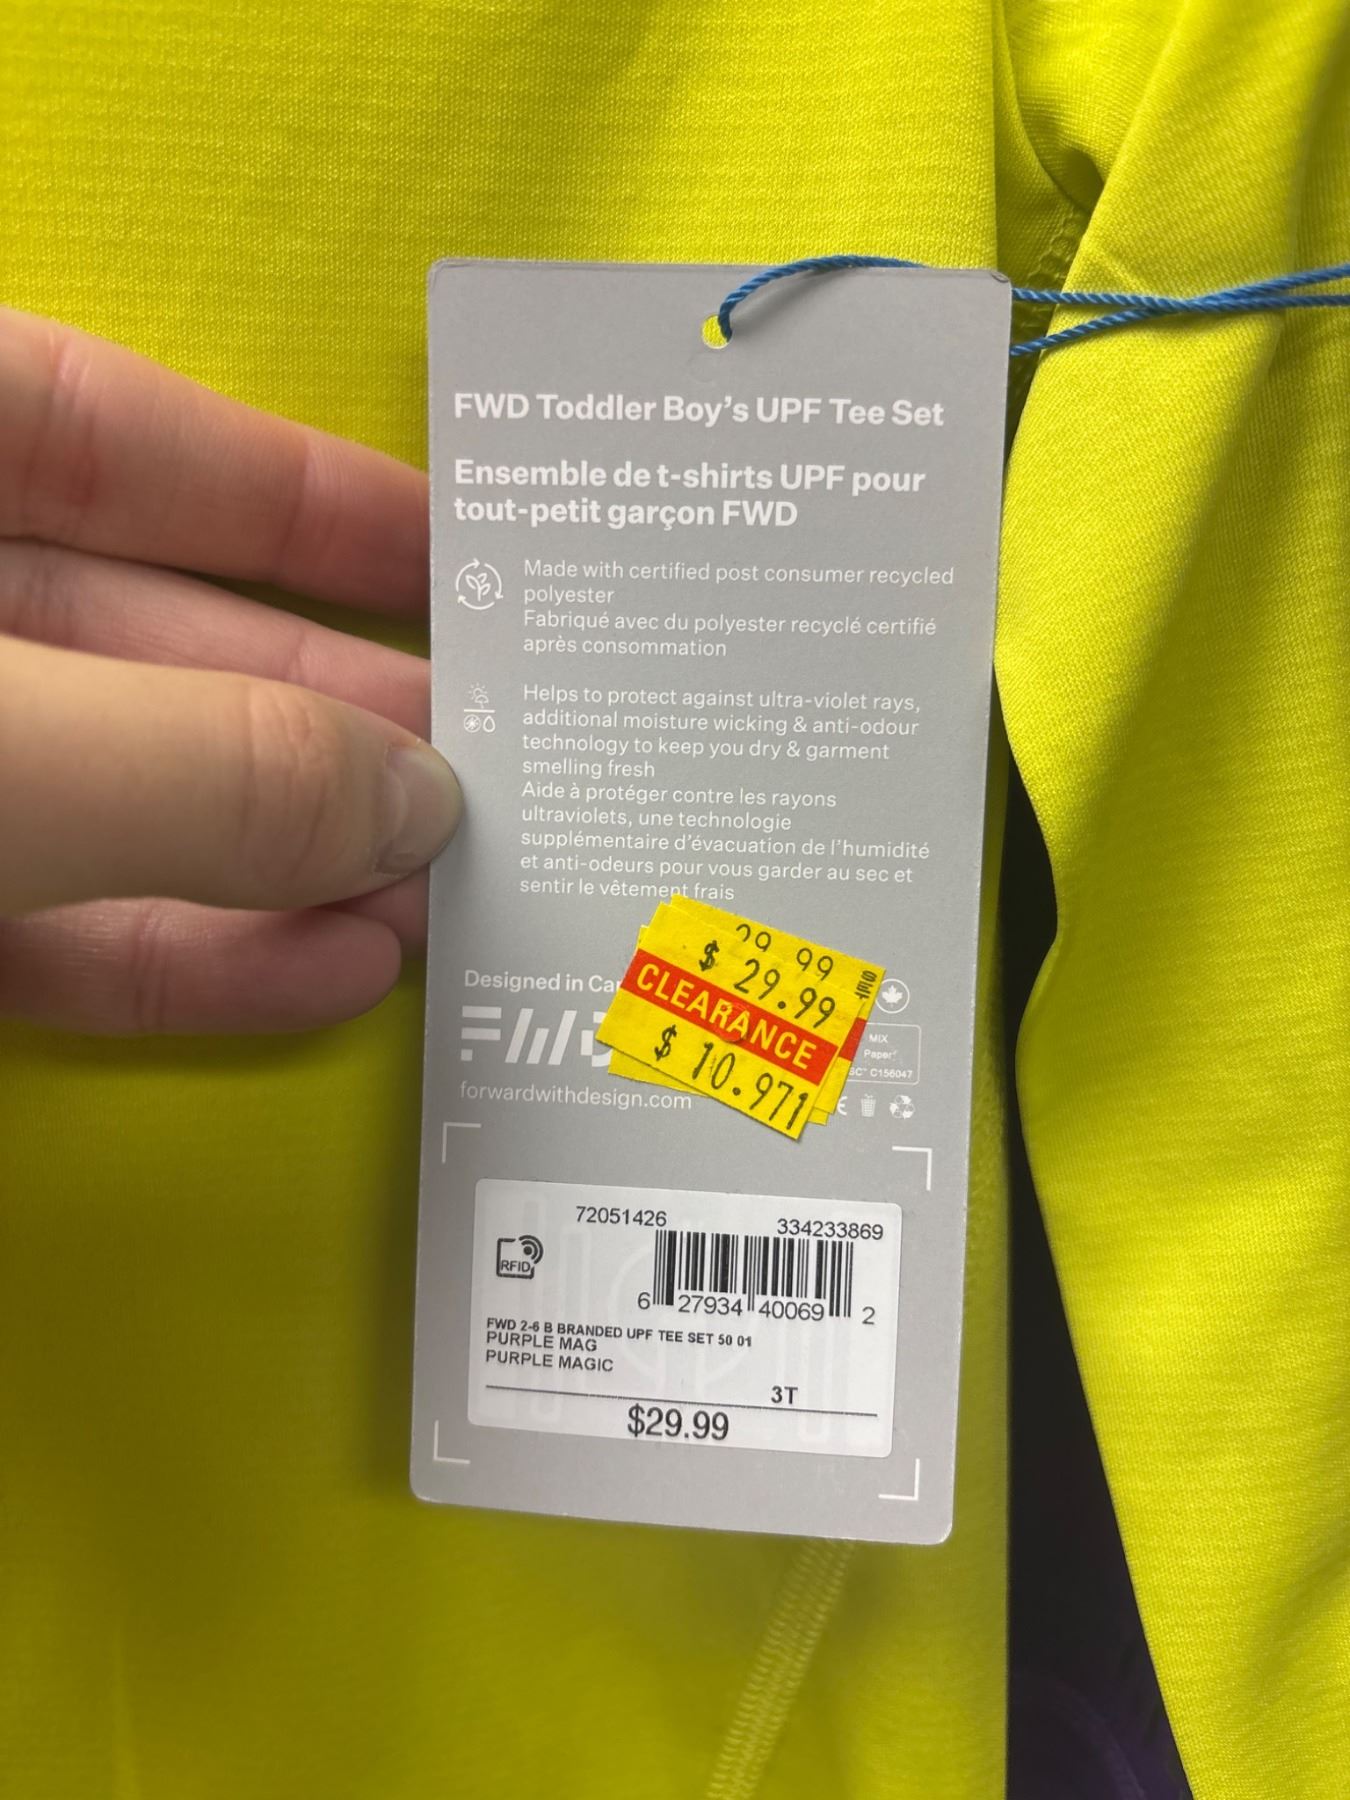 FWD Toddler Boy's UPF Tee Set
Ensemble de t-shirts UPF pour
tout-petit garçon FWD
Made with certified post consumer recycled
polyester
Fabriqué avec du polyester recyclé certifié
après consommation
Helps to protect against ultra-violet rays,
additional moisture wicking & anti-odour
technology to keep you dry & garment
smelling fresh
Aide à protéger contre les rayons
ultraviolets, une technologie
supplémentaire d'évacuation de l'humidité
et anti-odeurs pour vous garder au sec et
sentir le vêtement frais
29 99
$ 29.99
CLEARANCE
$ 10.971
Designed in
FWD
forwardwithdesign.com
MIX
Paper
C156047
72051426
334233869
RFID
6 27934 40069 2
FWD 2-6 B BRANDED UPF TEE SET 50 01
PURPLE MAG
PURPLE MAGIC
3T
$29.99